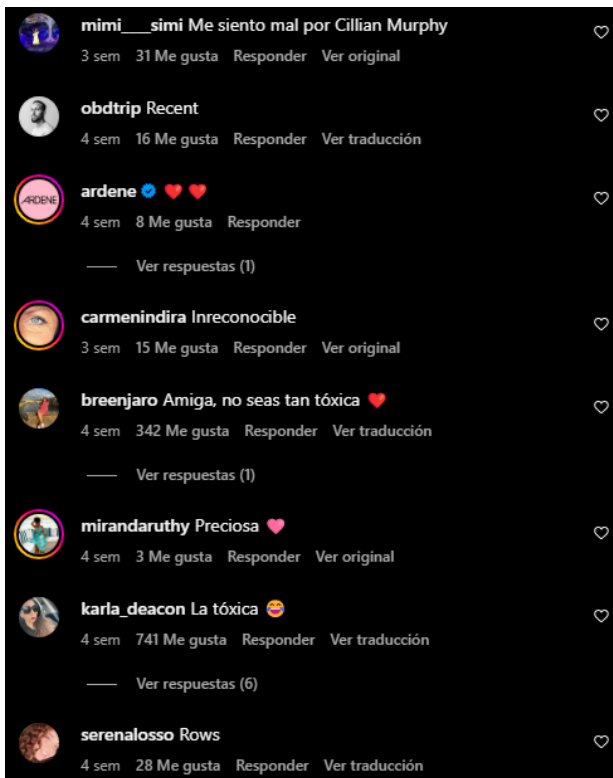 mimi___simi Me siento mal por Cillian Murphy
3 sem 31 Me gusta Responder Ver original
obdtrip Recent
4 sem 16 Me gusta Responder Ver traducción
ARDENE
ardene ❤️ ❤️
4 sem 8 Me gusta Responder
Ver respuestas (1)
carmenindira Inreconocible
3 sem 15 Me gusta Responder Ver original
breenjaro Amiga, no seas tan tóxica ❤️
4 sem 342 Me gusta Responder Ver traducción
Ver respuestas (1)
mirandaruthy Preciosa 🩷
4 sem 3 Me gusta Responder Ver original
karla_deacon La tóxica 😂
4 sem 741 Me gusta Responder Ver traducción
Ver respuestas (6)
serenalosso Rows
4 sem 28 Me gusta Responder Ver traducción